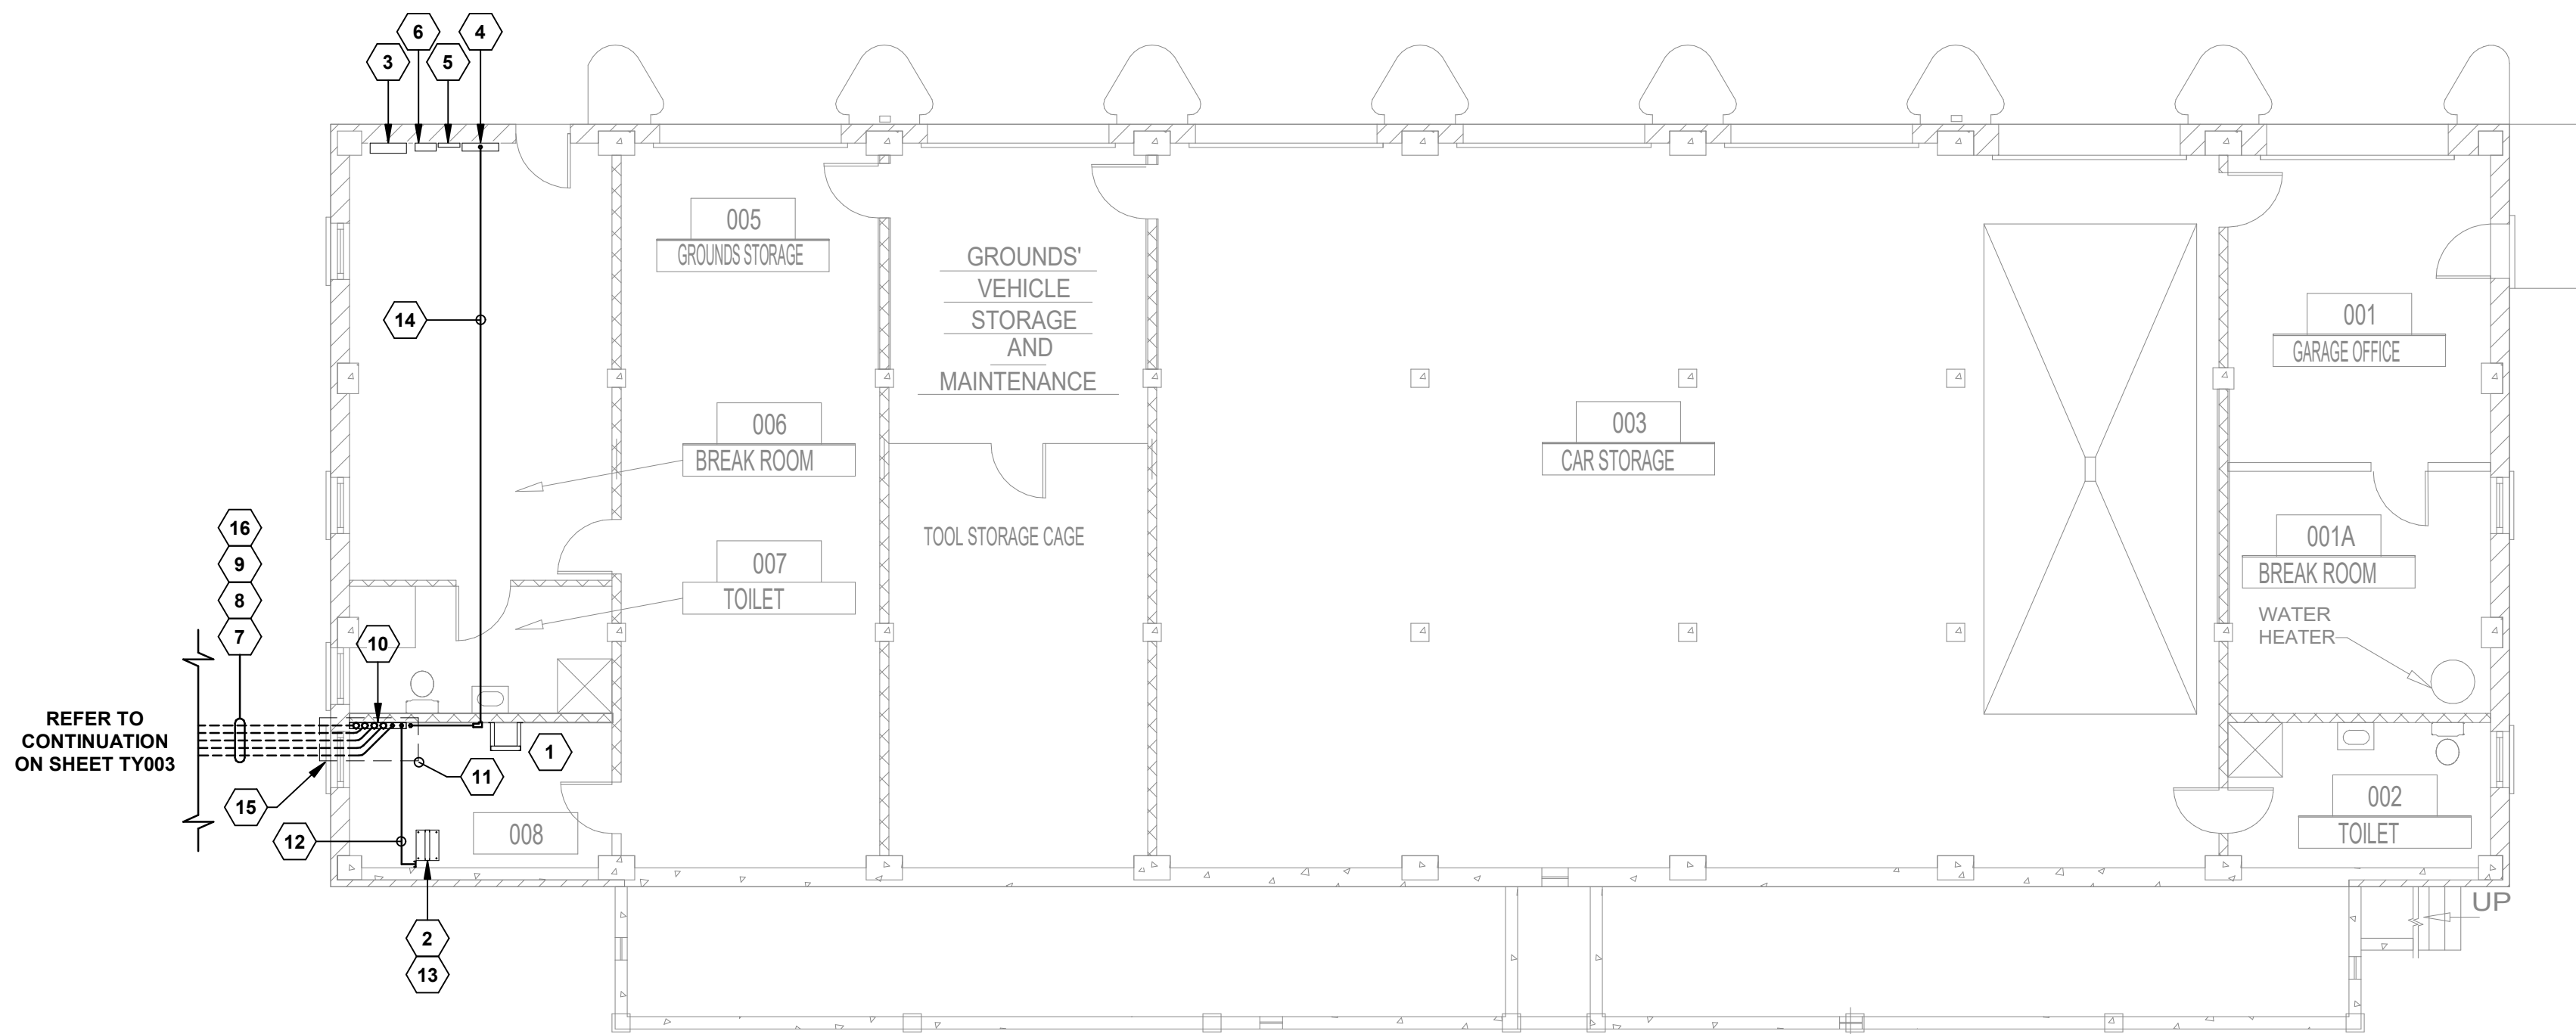 6
4
3
5
005
GROUNDS STORAGE
GROUNDS'
VEHICLE
STORAGE
AND
MAINTENANCE
14
001
GARAGE OFFICE
006
BREAK ROOM
003
CAR STORAGE
16
9
8
7
TOOL STORAGE CAGE
001A
BREAK ROOM
007
TOILET
WATER
HEATER
10
REFER TO
CONTINUATION
ON SHEET TY003
1
11
15
12
008
002
TOILET
UP
2
13